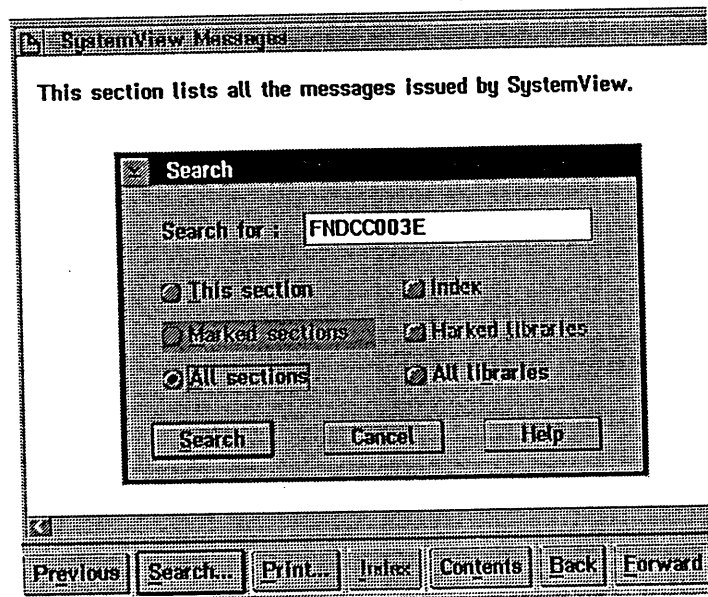 SystemView Messages
This section lists all the messages issued by SystemView.
Search
Search for : FNDCC003E
This section Index
Marked sections Marked libraries
All sections All libraries
Search Cancel Help
Previous Search... Print... Index Contents Back Forward